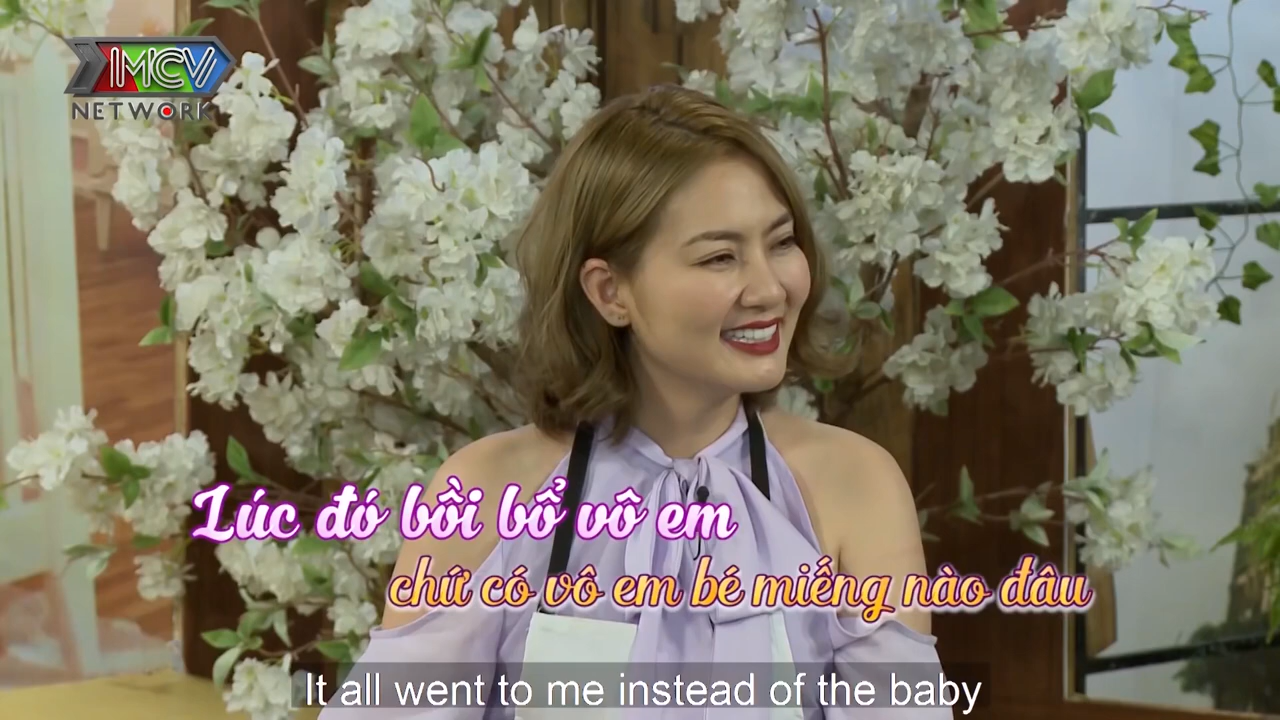 MCV
NETWORK
Lúc đó bồi bổ vô em
chứ có vô em bé miếng nào đâu
It all went to me instead of the baby